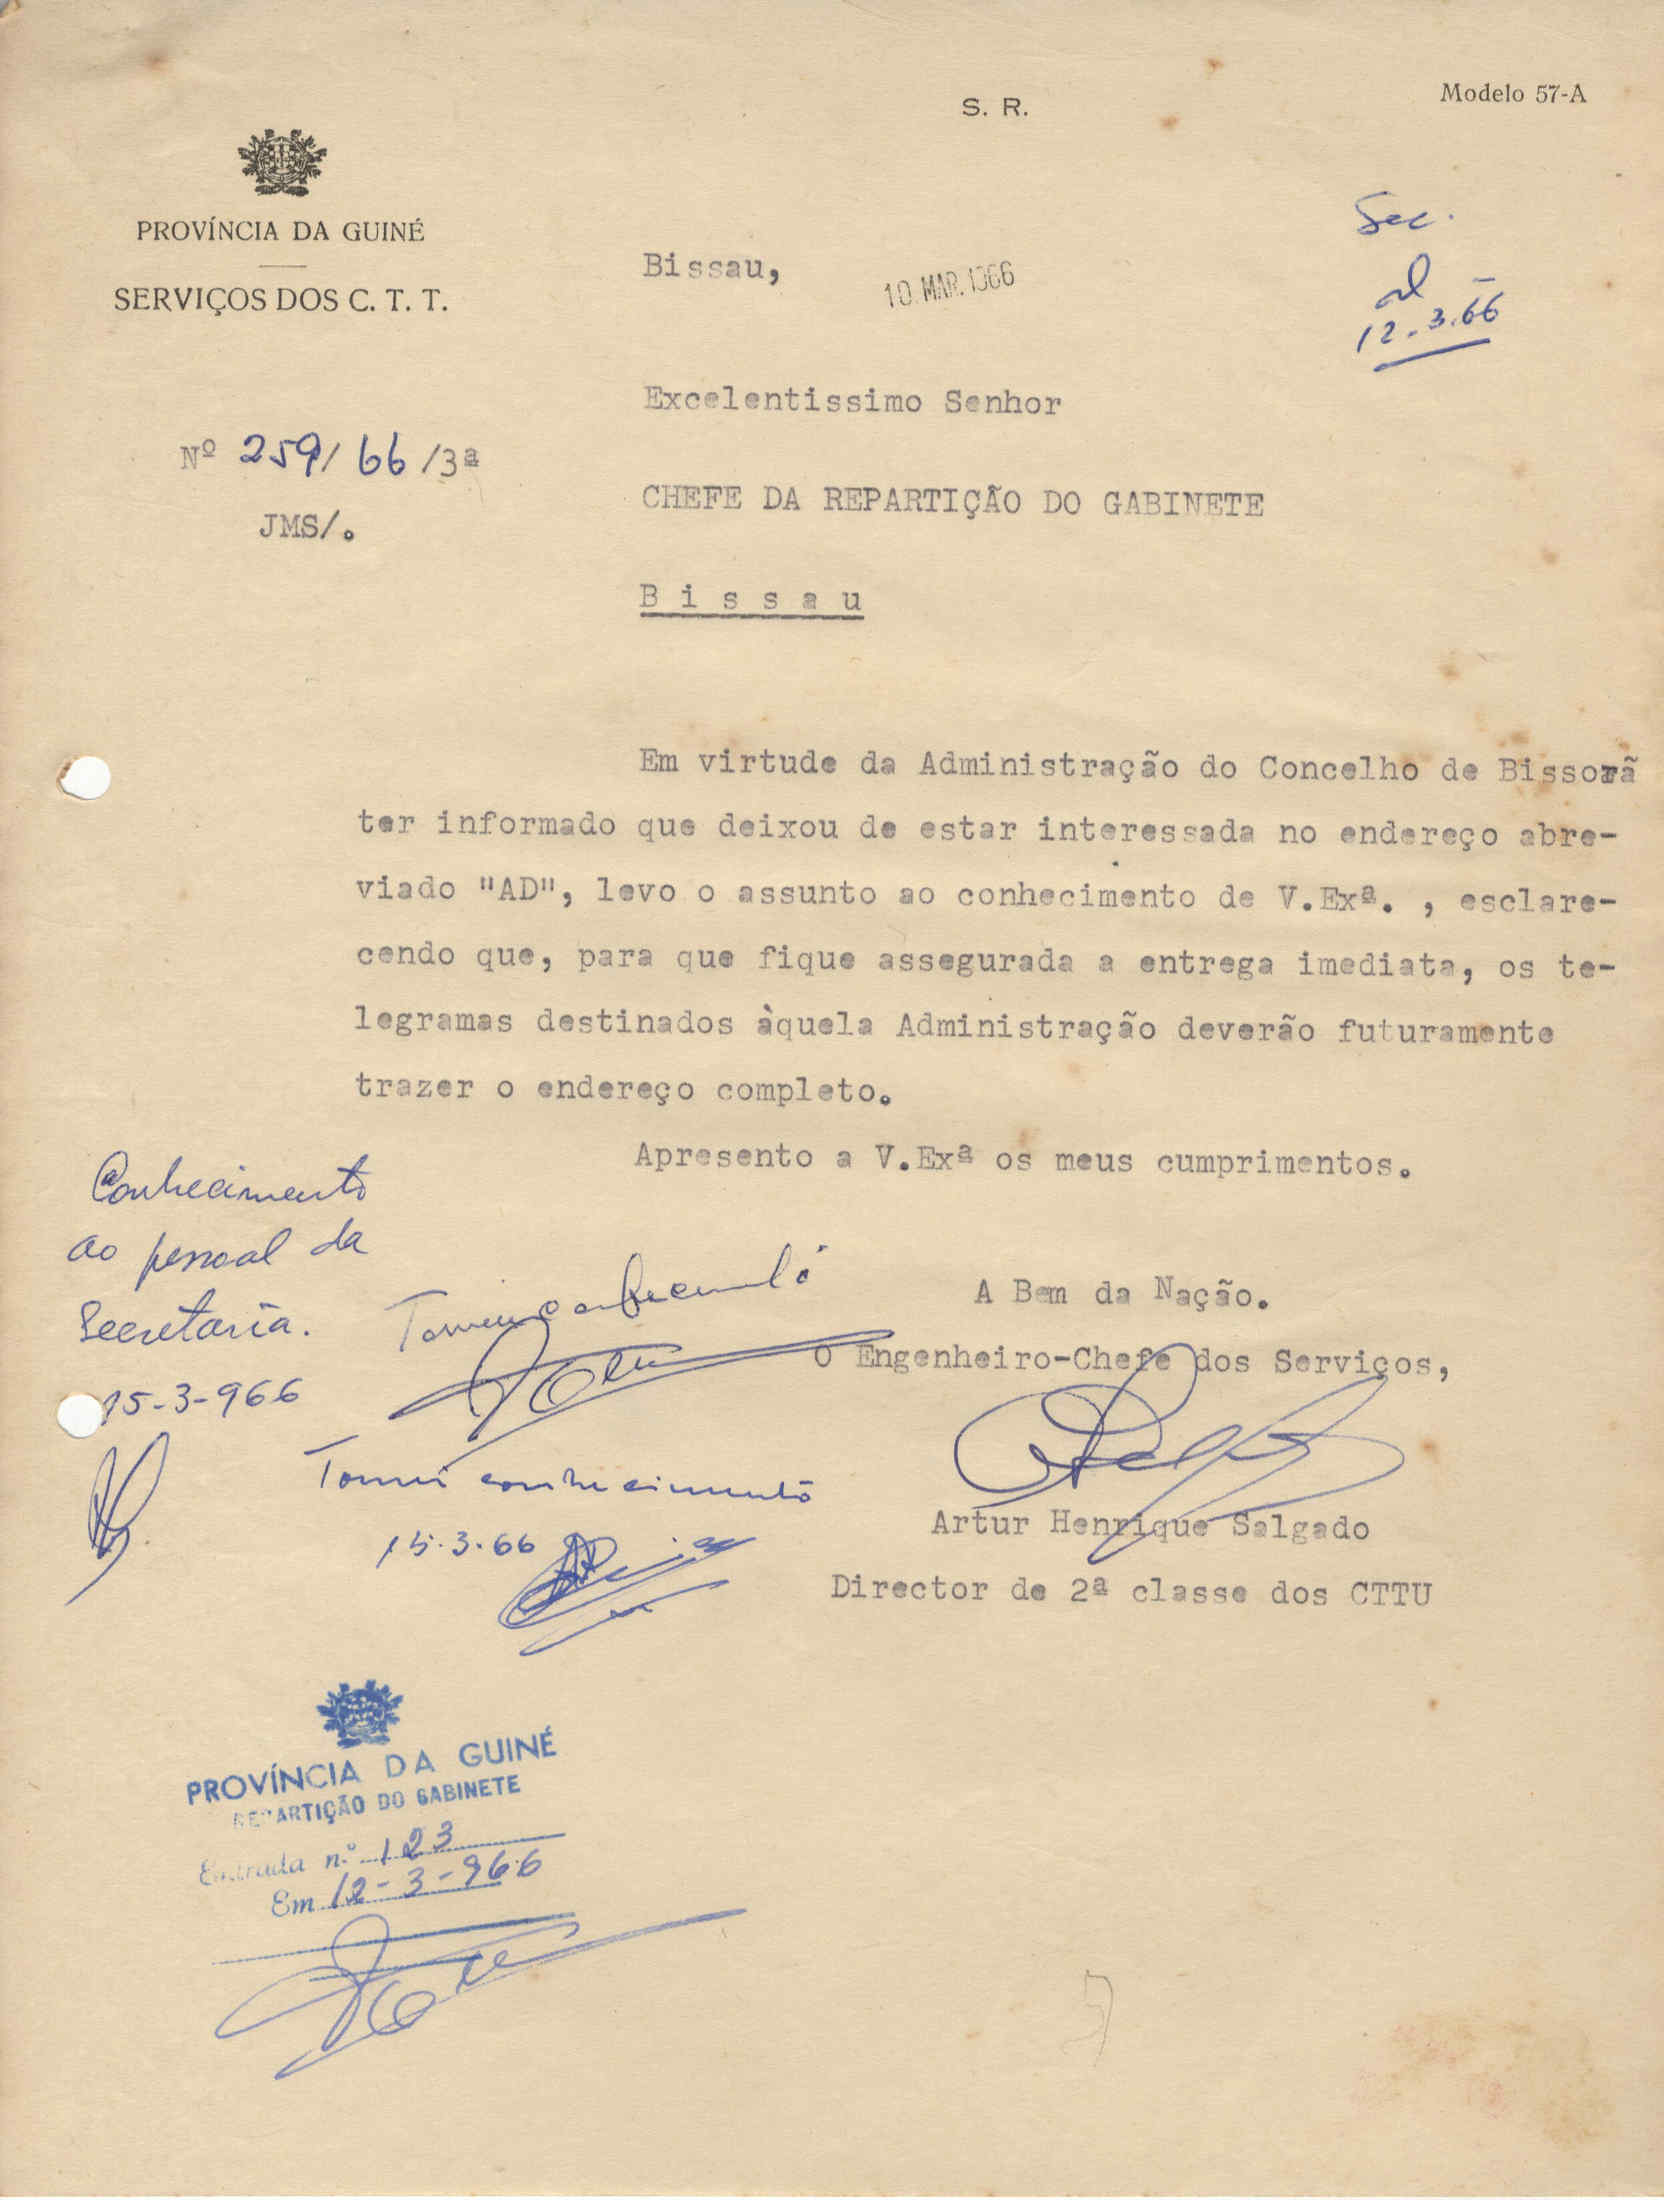 S. R.
Modelo 57-A
PROVÍNCIA DA GUINÉ
SERVIÇOS DOS C. T. T.
Sec.
12-3.66
Bissau,
10. MAR. 1966
Excelentissimo Senhor
Nº 259/ 66 /3ª
JMS/.
CHEFE DA REPARTIÇÃO DO GABINETE
B i s s a u
Em virtude da Administração do Concelho de Bissorã
ter informado que deixou de estar interessada no endereço abre-
viado "AD", levo o assunto ao conhecimento de V.Exª. , esclare-
cendo que, para que fique assegurada a entrega imediata, os te-
legramas destinados àquela Administração deverão futuramente
trazer o endereço completo.
Apresento a V.Exª os meus cumprimentos.
Conhecimento
ao pessoal da
Secretaria.
15-3-966
Tomei conhecimento
A Bem da Nação.
O Engenheiro-Chefe dos Serviços,
Tomei conhecimento
15.3.66
Artur Henrique Salgado
Director de 2ª classe dos CTTU
PROVÍNCIA DA GUINÉ
REPARTIÇÃO DO GABINETE
Entrada n.º 123
Em 12-3-966